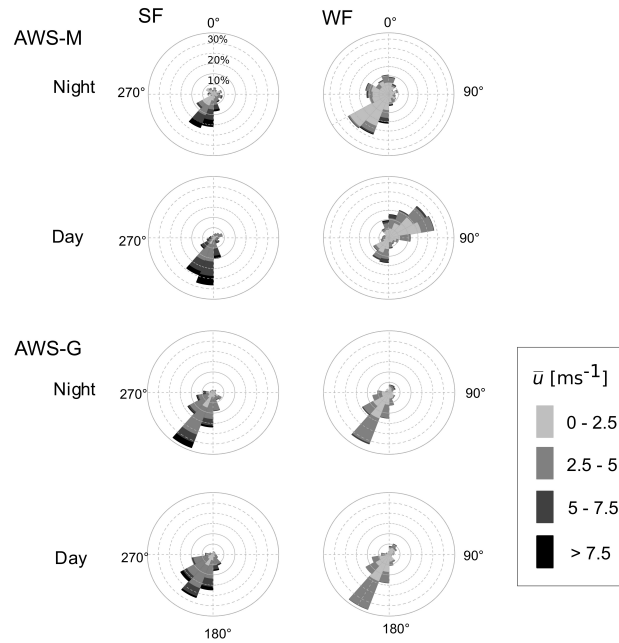 SF WF
0° 0°
AWS-M
30%
20%
10%
Night 270° 90°
Day 270° 90°
AWS-G
Night 270° 90°
Day 270° 90°
180° 180°
u̅ [ms⁻¹]
0 - 2.5
2.5 - 5
5 - 7.5
> 7.5